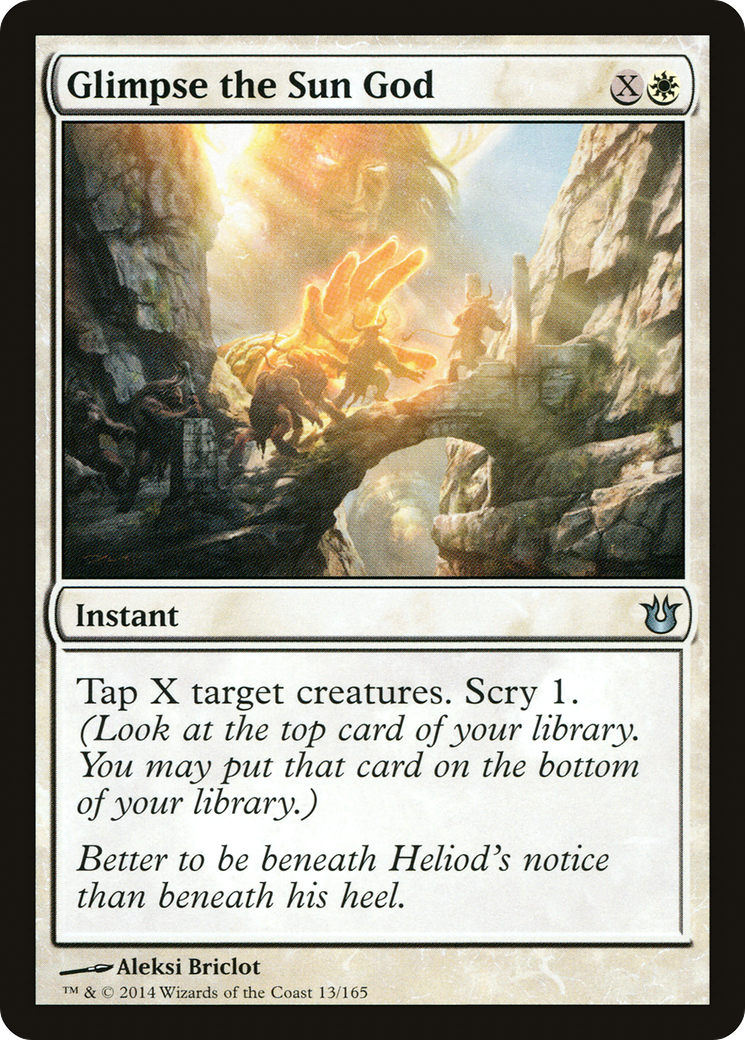 Glimpse the Sun God X
Instant
Tap X target creatures. Scry 1.
(Look at the top card of your library.
You may put that card on the bottom
of your library.)
Better to be beneath Heliod's notice
than beneath his heel.
Aleksi Briclot
™ & © 2014 Wizards of the Coast 13/165